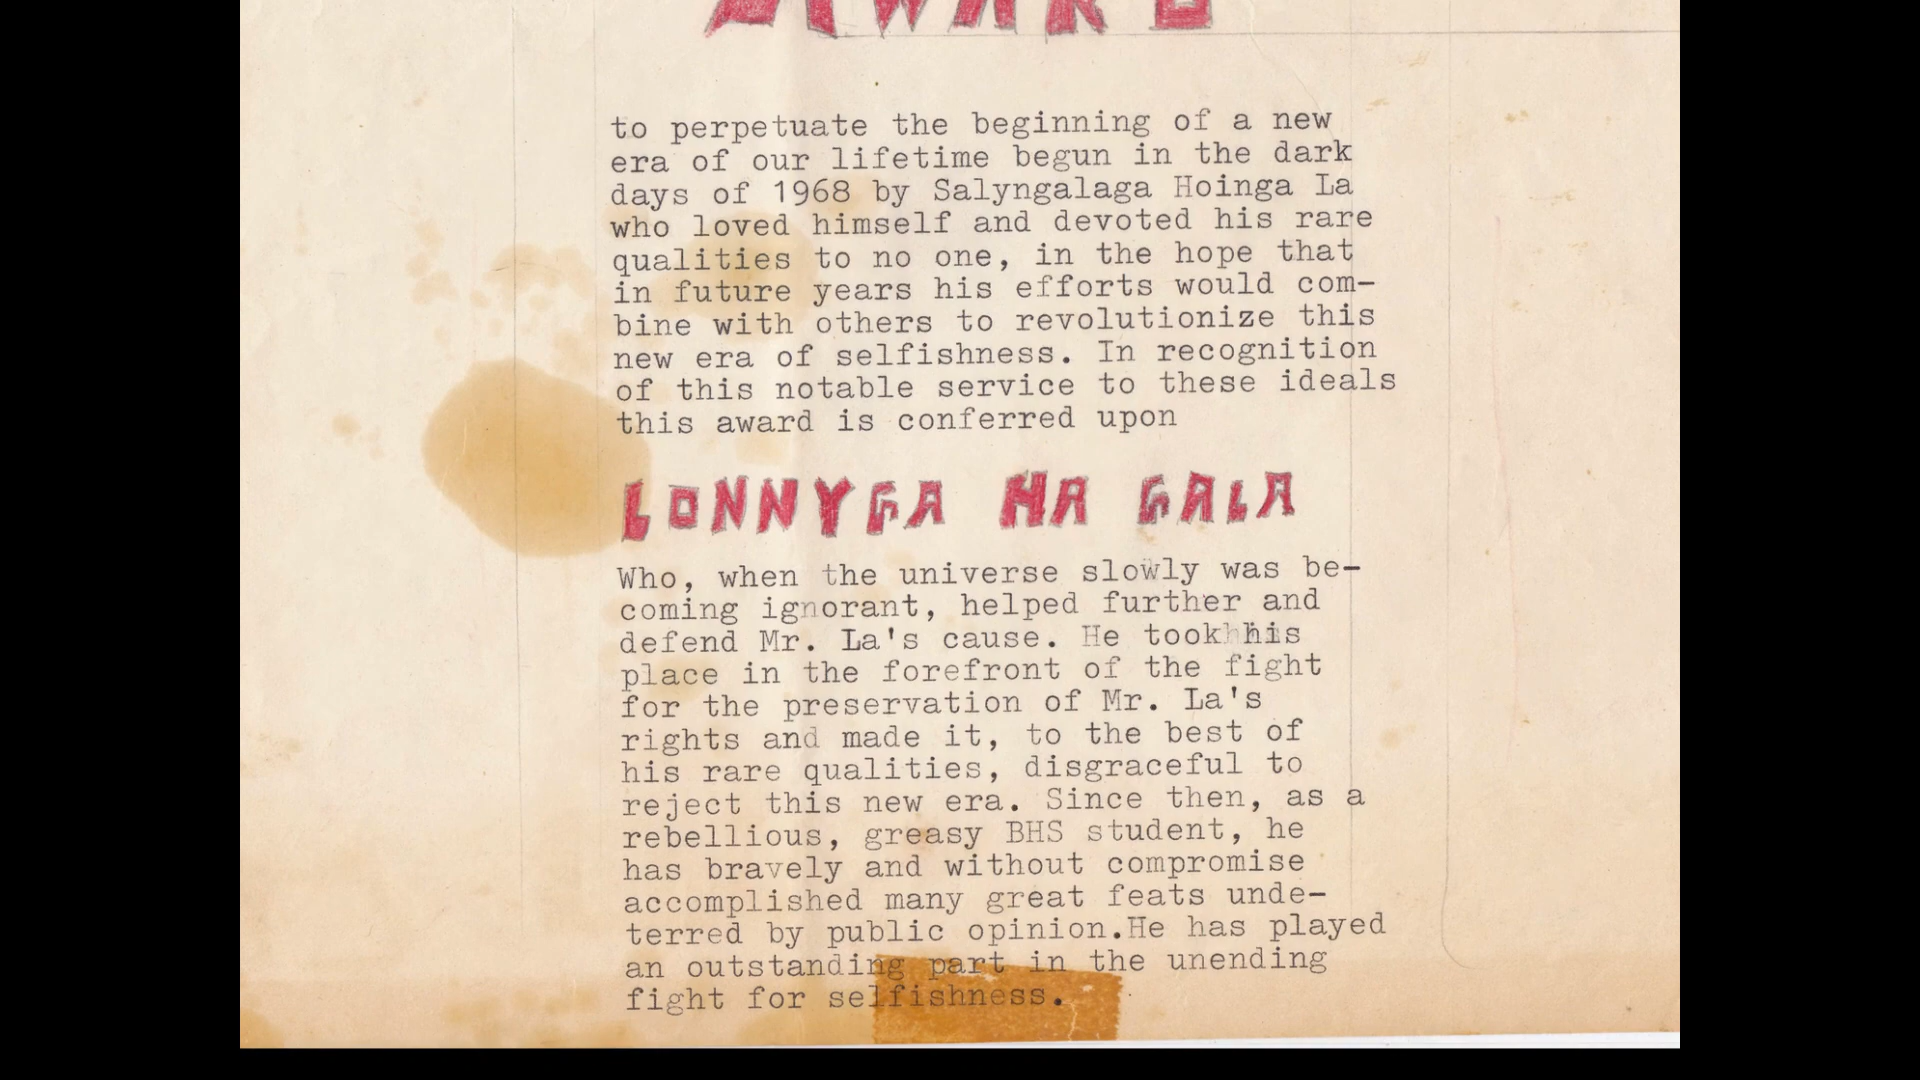 AWARD
to perpetuate the beginning of a new
era of our lifetime begun in the dark
days of 1968 by Salyngalaga Hoinga La
who loved himself and devoted his rare
qualities to no one, in the hope that
in future years his efforts would com-
bine with others to revolutionize this
new era of selfishness. In recognition
of this notable service to these ideals
this award is conferred upon
LONNYGA HA GALA
Who, when the universe slowly was be-
coming ignorant, helped further and
defend Mr. La's cause. He took his
place in the forefront of the fight
for the preservation of Mr. La's
rights and made it, to the best of
his rare qualities, disgraceful to
reject this new era. Since then, as a
rebellious, greasy BHS student, he
has bravely and without compromise
accomplished many great feats unde-
terred by public opinion.He has played
an outstanding part in the unending
fight for selfishness.